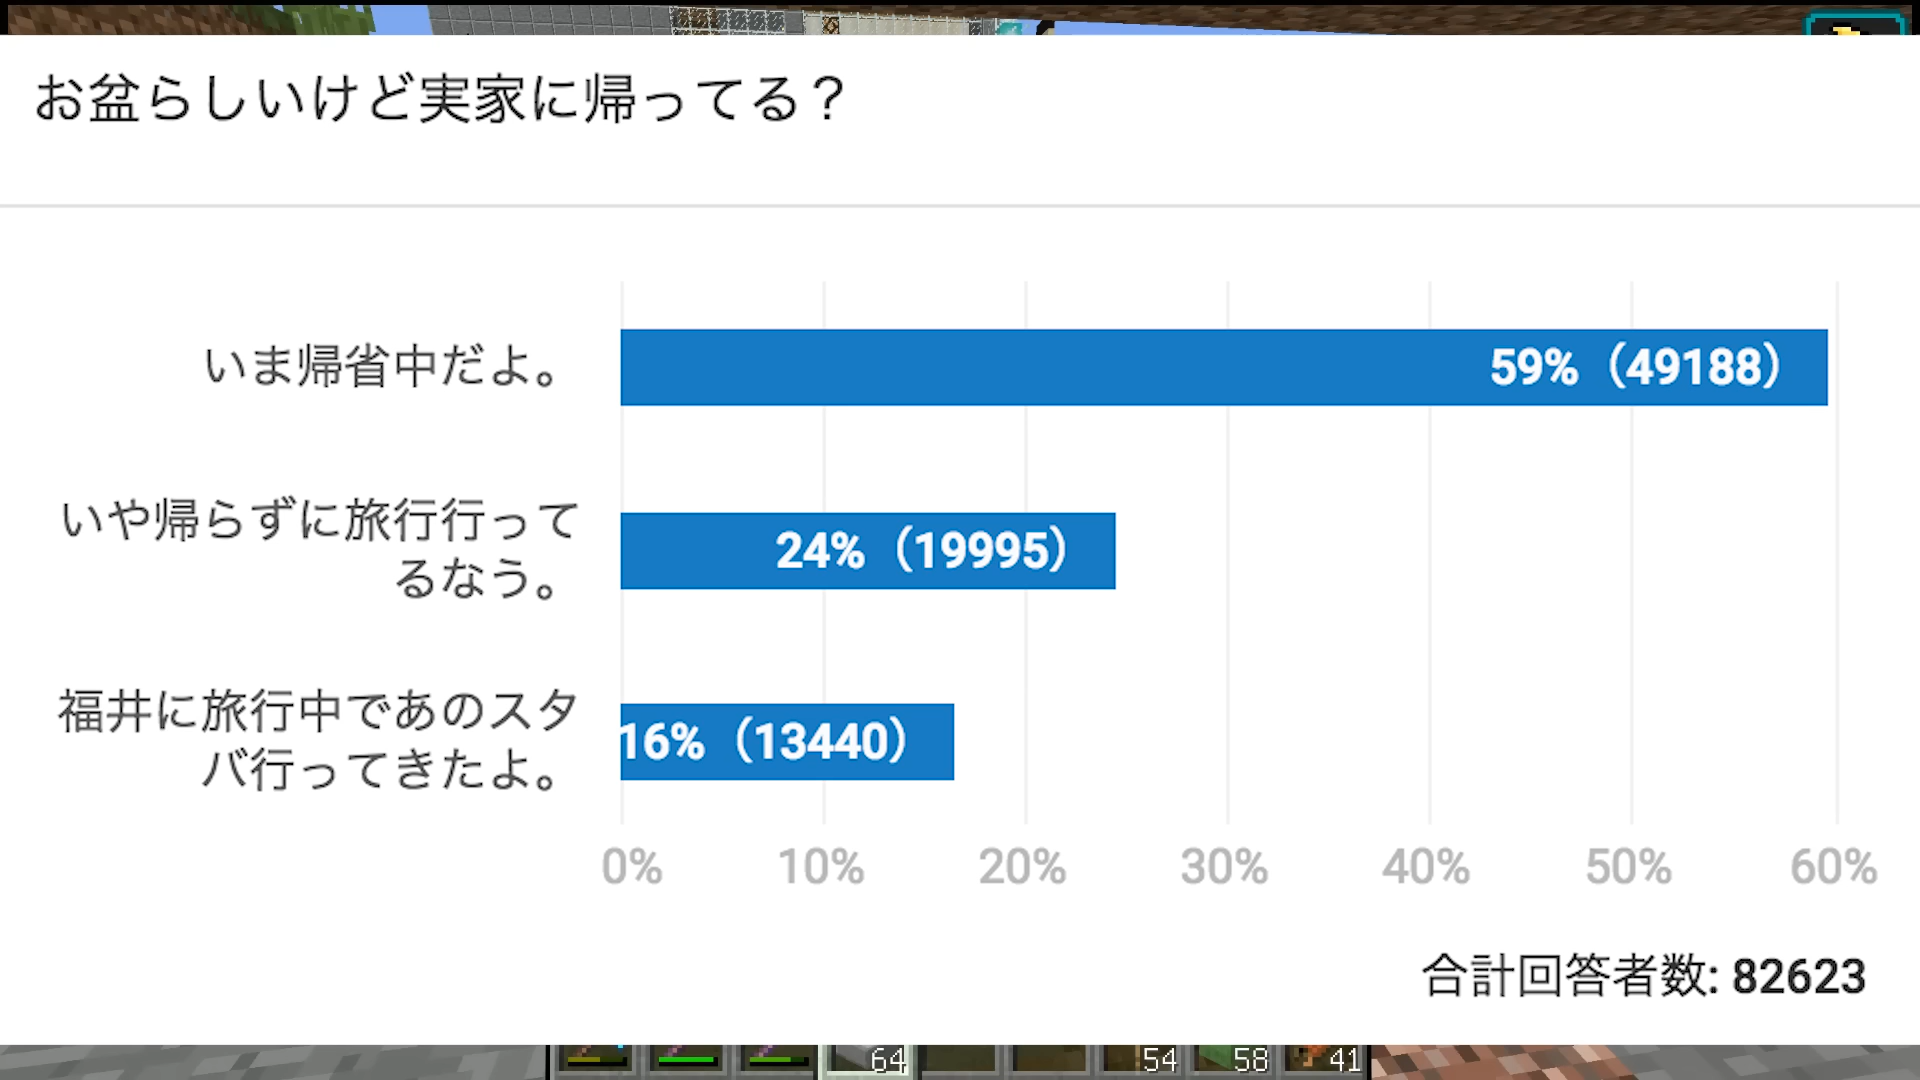 お盆らしいけど実家に帰ってる？
いま帰省中だよ。
59%（49188）
いや帰らずに旅行行って
るなう。
24%（19995）
福井に旅行中であのスタ
バ行ってきたよ。
16%（13440）
0% 10% 20% 30% 40% 50% 60%
合計回答者数: 82623
64 54 58 41